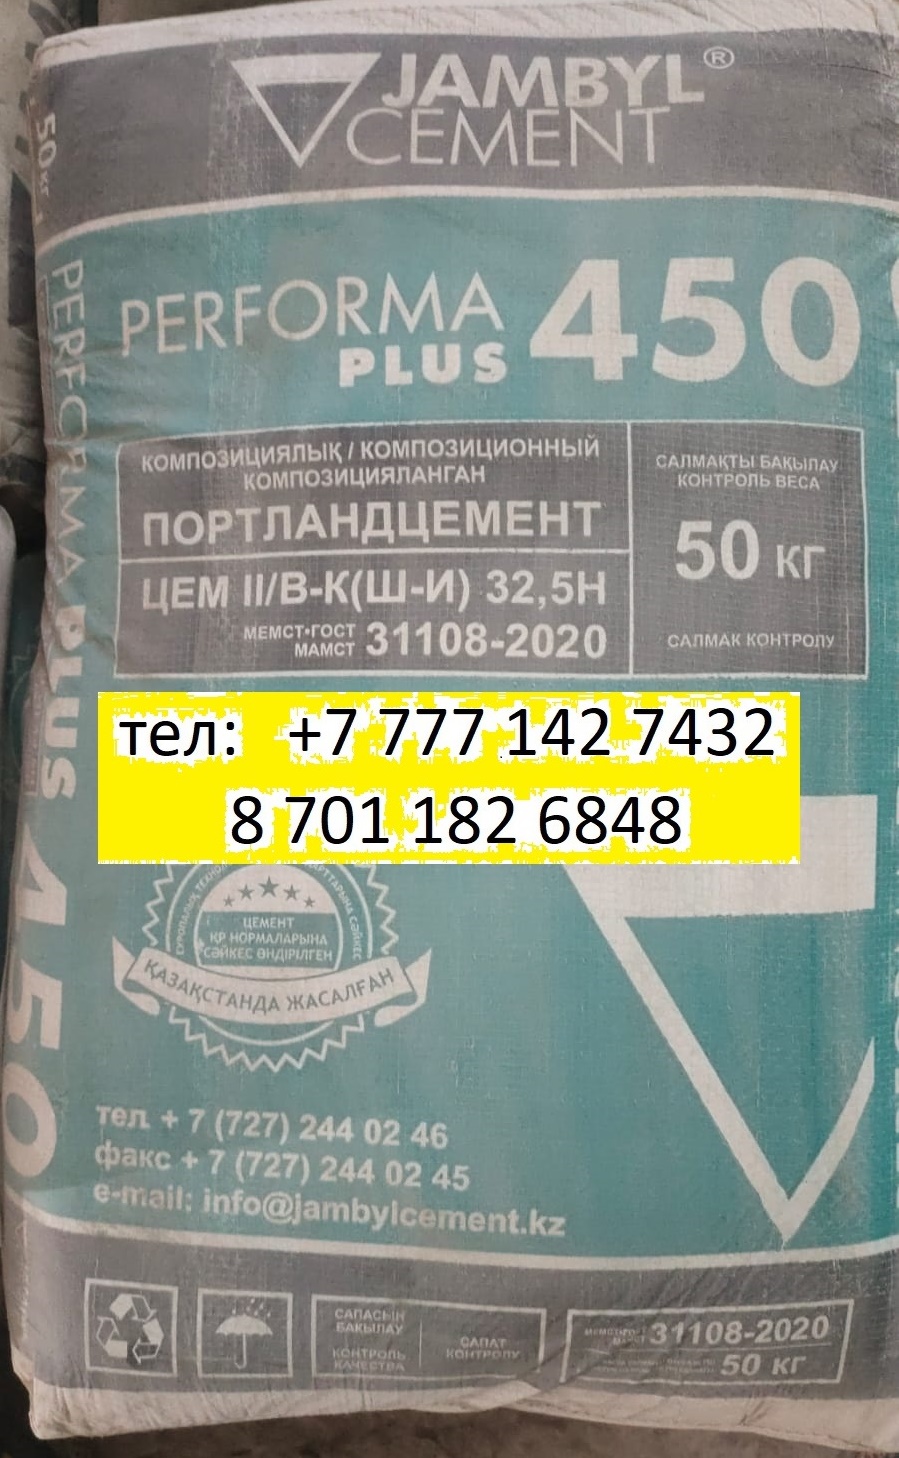 JAMBYL®
CEMENT
PERFORMA 450
PLUS
КОМПОЗИЦИЯЛЫҚ / КОМПОЗИЦИОННЫЙ
КОМПОЗИЦИЯЛАНГАН
ПОРТЛАНДЦЕМЕНТ
ЦЕМ II/В-К(Ш-И) 32,5Н
МЕМСТ•ГОСТ
МАМСТ 31108-2020
САЛМАҚТЫ БАҚЫЛАУ
КОНТРОЛЬ ВЕСА
50 КГ
САЛМАК КОНТРОЛУ
тел: +7 777 142 7432
8 701 182 6848
ЦЕМЕНТ
ҚР НОРМАЛАРЫНА
СӘЙКЕС ӨНДІРІЛГЕН
ҚАЗАҚСТАНДА ЖАСАЛҒАН
тел. + 7 (727) 244 02 46
факс + 7 (727) 244 02 45
e-mail: info@jambylcement.kz
САПАСЫН
БАҚЫЛАУ
КОНТРОЛЬ
КАЧЕСТВА
САПАТ
КОНТРОЛУ
31108-2020
50 КГ
50 КГ
PERFORMA PLUS 450